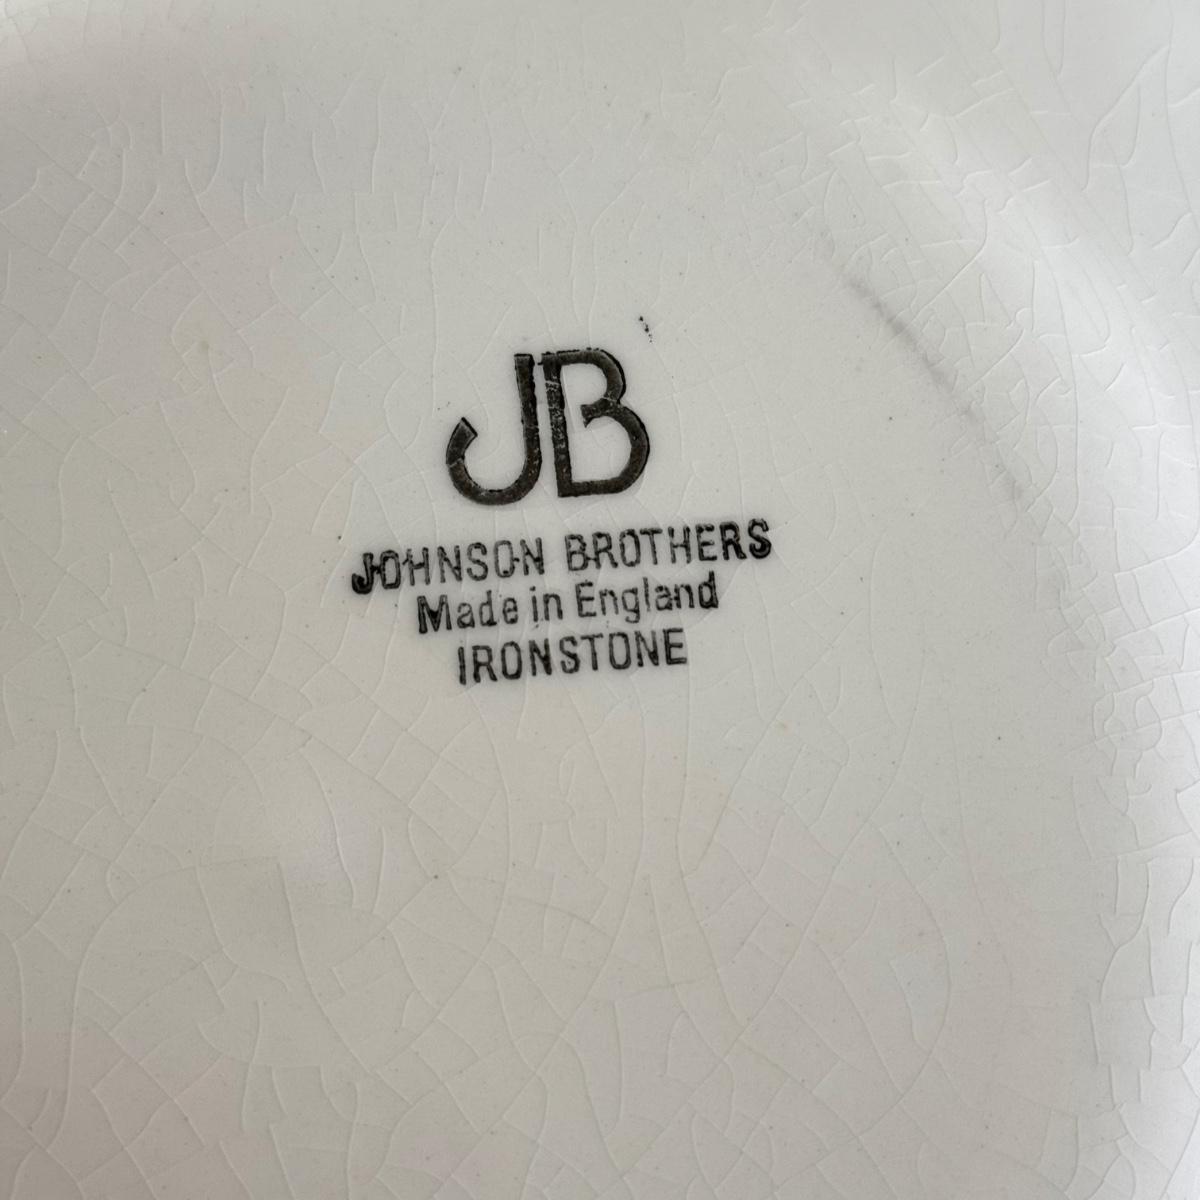 JB
JOHNSON BROTHERS
Made in England
IRONSTONE